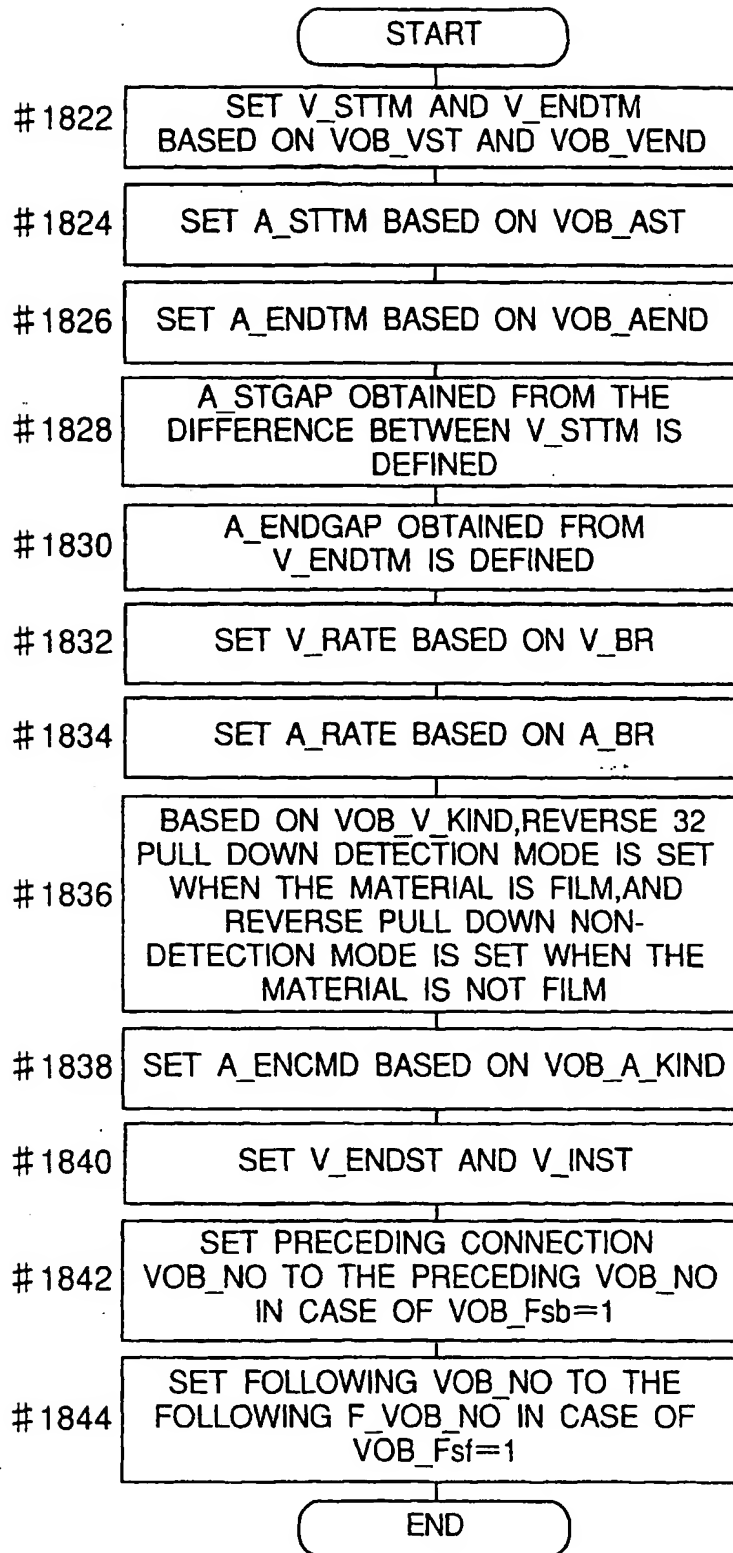 START
#1822
SET V_STTM AND V_ENDTM
BASED ON VOB_VST AND VOB_VEND
#1824
SET A_STTM BASED ON VOB_AST
#1826
SET A_ENDTM BASED ON VOB_AEND
#1828
A_STGAP OBTAINED FROM THE
DIFFERENCE BETWEEN V_STTM IS
DEFINED
#1830
A_ENDGAP OBTAINED FROM
V_ENDTM IS DEFINED
#1832
SET V_RATE BASED ON V_BR
#1834
SET A_RATE BASED ON A_BR
#1836
BASED ON VOB_V_KIND,REVERSE 32
PULL DOWN DETECTION MODE IS SET
WHEN THE MATERIAL IS FILM,AND
REVERSE PULL DOWN NON-
DETECTION MODE IS SET WHEN THE
MATERIAL IS NOT FILM
#1838
SET A_ENCMD BASED ON VOB_A_KIND
#1840
SET V_ENDST AND V_INST
#1842
SET PRECEDING CONNECTION
VOB_NO TO THE PRECEDING VOB_NO
IN CASE OF VOB_Fsb=1
#1844
SET FOLLOWING VOB_NO TO THE
FOLLOWING F_VOB_NO IN CASE OF
VOB_Fsf=1
END